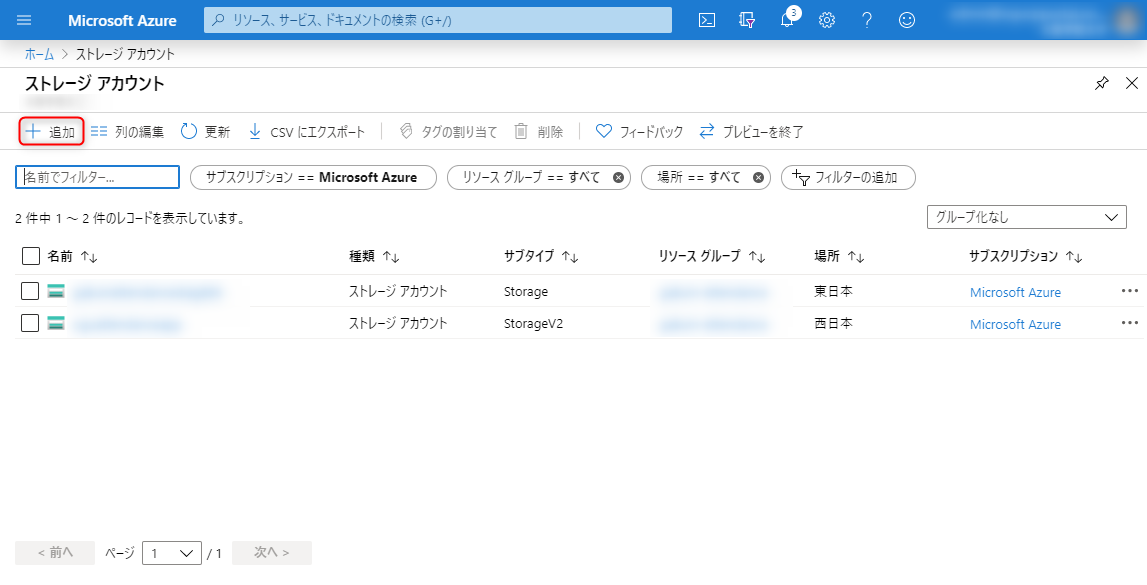 Microsoft Azure リソース、サービス、ドキュメントの検索 (G+/) 3
ホーム > ストレージ アカウント
ストレージ アカウント
追加 列の編集 更新 CSV にエクスポート タグの割り当て 削除 フィードバック プレビューを終了
名前でフィルター... サブスクリプション == Microsoft Azure リソース グループ == すべて 場所 == すべて フィルターの追加
2 件中 1 ～ 2 件のレコードを表示しています。 グループ化なし
名前 ↑↓ 種類 ↑↓ サブタイプ ↑↓ リソース グループ ↑↓ 場所 ↑↓ サブスクリプション ↑↓
ストレージ アカウント Storage 東日本 Microsoft Azure
ストレージ アカウント StorageV2 西日本 Microsoft Azure
< 前へ ページ 1 / 1 次へ >